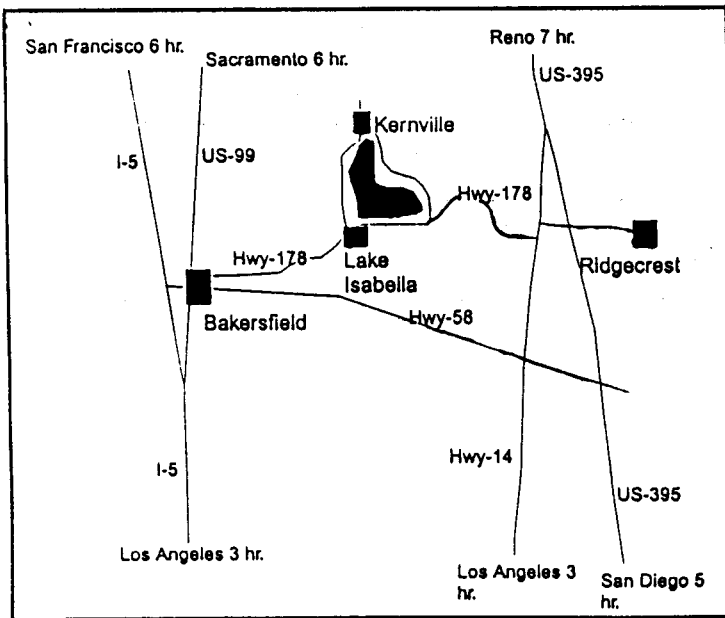 Reno 7 hr.
San Francisco 6 hr.
Sacramento 6 hr.
US-395
Kernville
I-5
US-99
Hwy-178
Hwy-178
Lake
Isabella
Ridgecrest
Bakersfield
Hwy-58
Hwy-14
I-5
US-395
Los Angeles 3 hr.
Los Angeles 3
hr.
San Diego 5
hr.